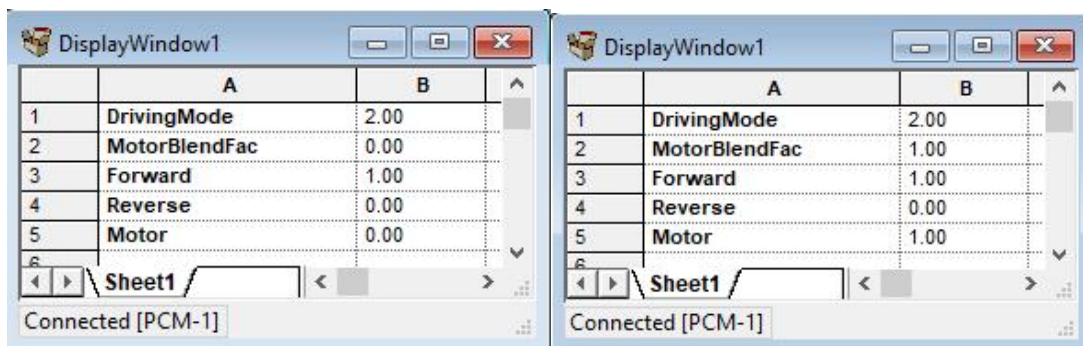 DisplayWindow1
A B
1 DrivingMode 2.00
2 MotorBlendFac 0.00
3 Forward 1.00
4 Reverse 0.00
5 Motor 0.00
6
Sheet1
Connected [PCM-1]
DisplayWindow1
A B
1 DrivingMode 2.00
2 MotorBlendFac 1.00
3 Forward 1.00
4 Reverse 0.00
5 Motor 1.00
6
Sheet1
Connected [PCM-1]